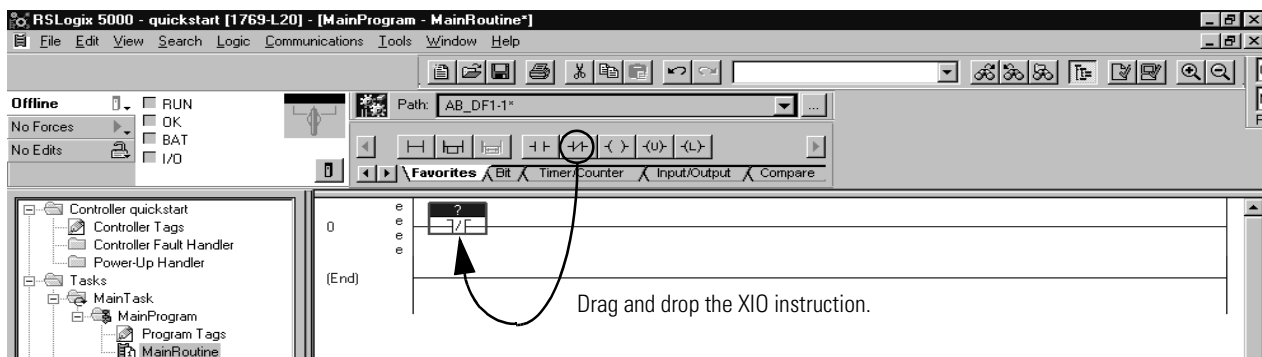 RSLogix 5000 - quickstart [1769-L20] - [MainProgram - MainRoutine*]
File Edit View Search Logic Communications Tools Window Help
Offline
RUN
No Forces
OK
No Edits
BAT
I/O
Path: AB_DF1-1*
...
Favorites Bit Timer/Counter Input/Output Compare
Controller quickstart
Controller Tags
Controller Fault Handler
Power-Up Handler
Tasks
MainTask
MainProgram
Program Tags
MainRoutine
0
e
e
e
e
?
(End)
Drag and drop the XIO instruction.